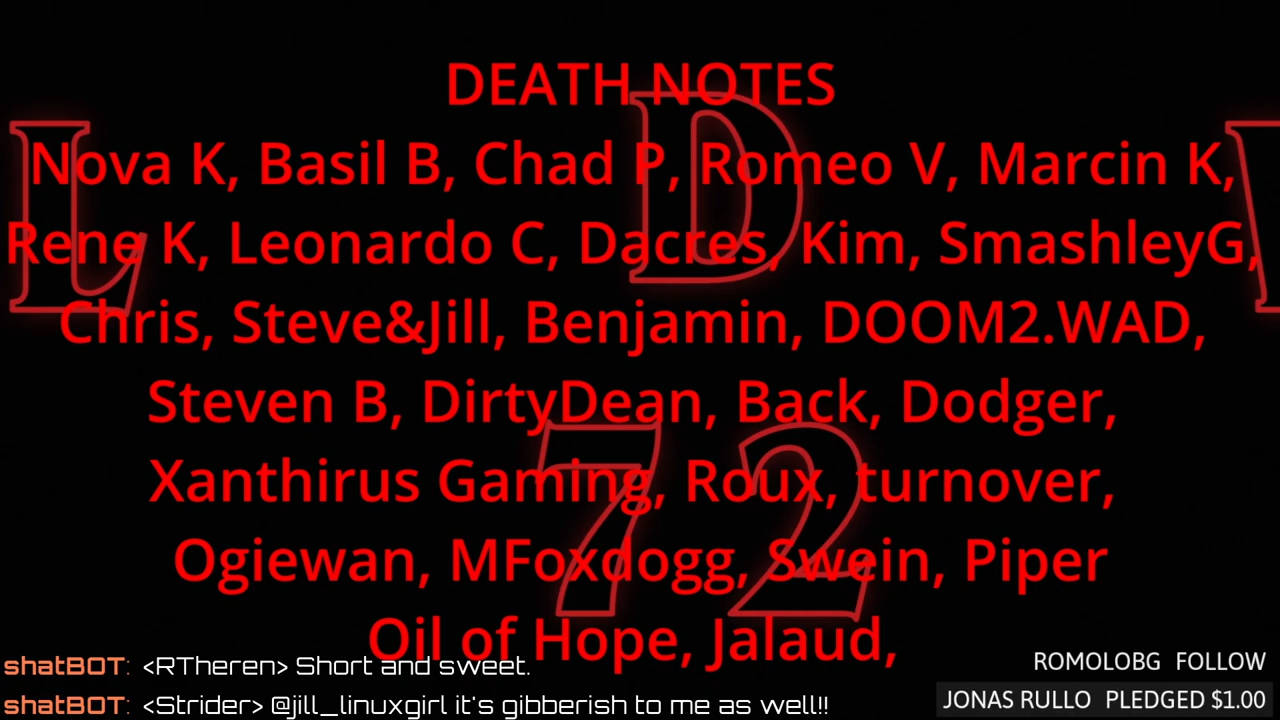 DEATH NOTES
Nova K, Basil B, Chad P, Romeo V, Marcin K,
Rene K, Leonardo C, Dacres, Kim, SmashleyG,
Chris, Steve&Jill, Benjamin, DOOM2.WAD,
Steven B, DirtyDean, Back, Dodger,
Xanthirus Gaming, Roux, turnover,
Ogiewan, MFoxdogg, Swein, Piper
Oil of Hope, Jalaud,
L D
72
shatBOT: <RTheren> Short and sweet.
shatBOT: <Strider> @jill_linuxgirl it's gibberish to me as well!!
ROMOLOBG FOLLOW
JONAS RULLO PLEDGED $1.00